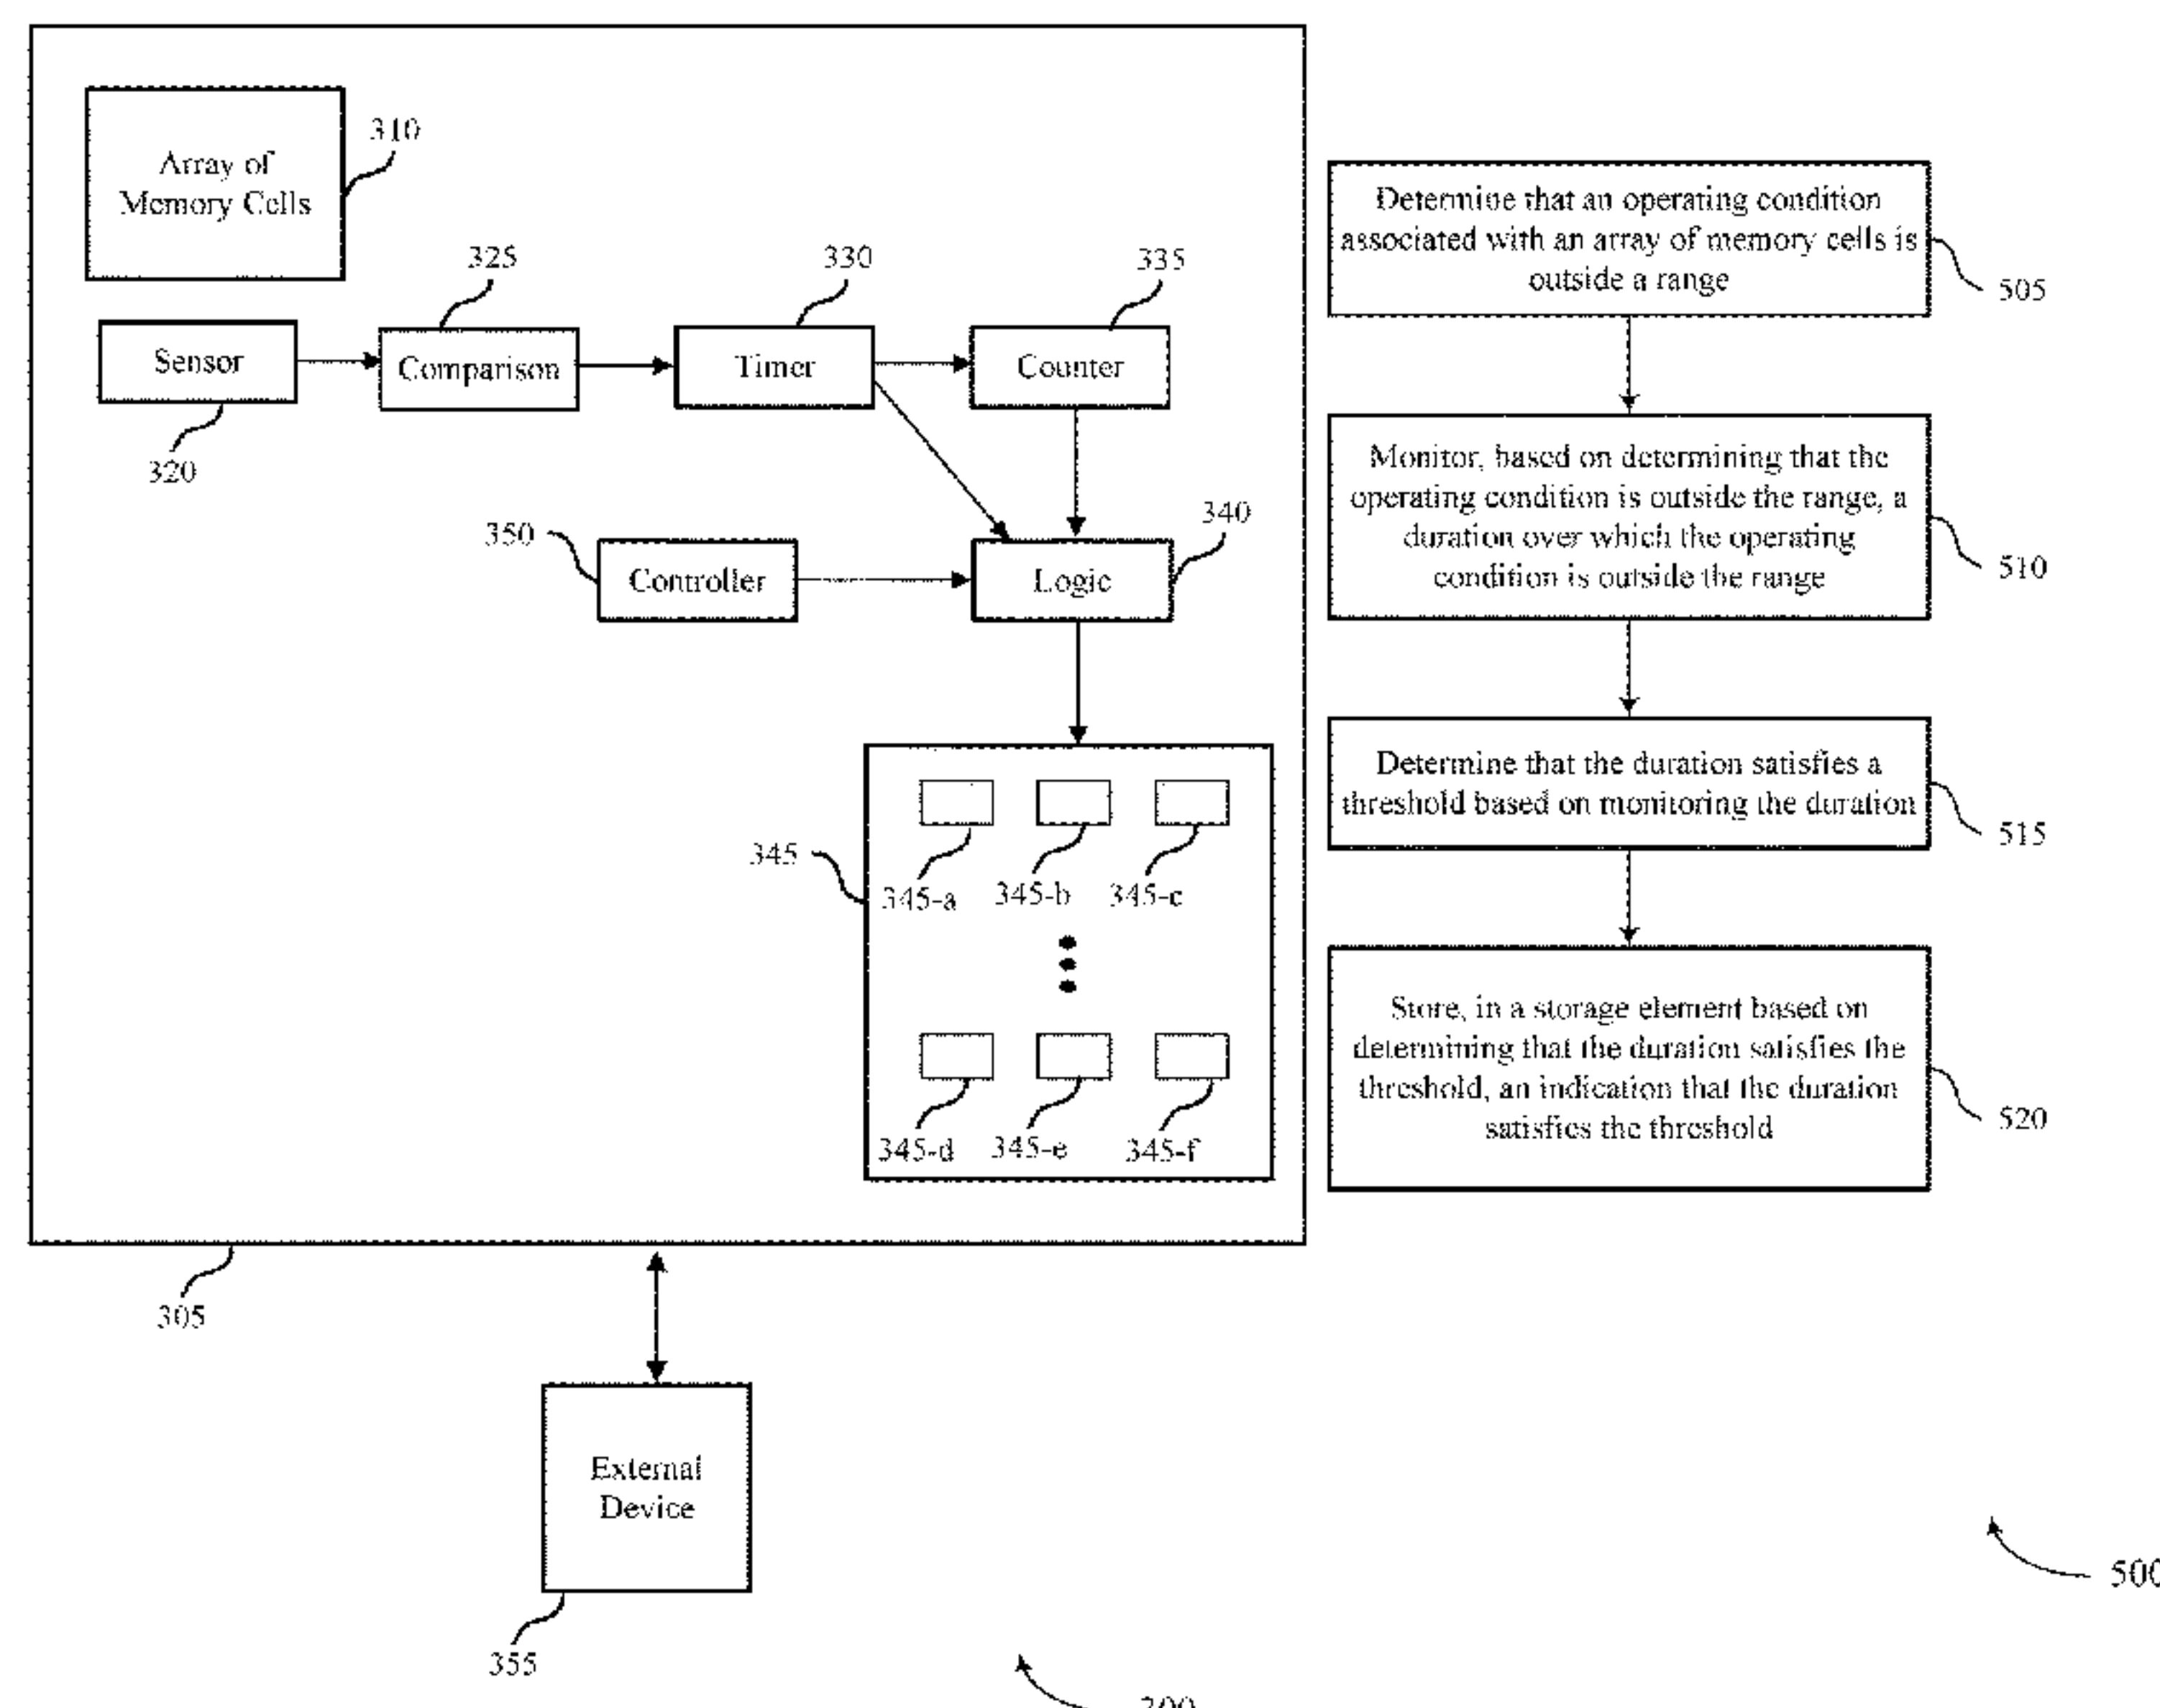 Array of
Memory Cells
310
325
330
335
Sensor
Comparison
Timer
Counter
320
350
340
Controller
Logic
345
345-a
345-b
345-c
345-d
345-e
345-f
305
External
Device
355
300
Determine that an operating condition
associated with an array of memory cells is
outside a range
505
Monitor, based on determining that the
operating condition is outside the range, a
duration over which the operating
condition is outside the range
510
Determine that the duration satisfies a
threshold based on monitoring the duration
515
Store, in a storage element based on
determining that the duration satisfies the
threshold, an indication that the duration
satisfies the threshold
520
500